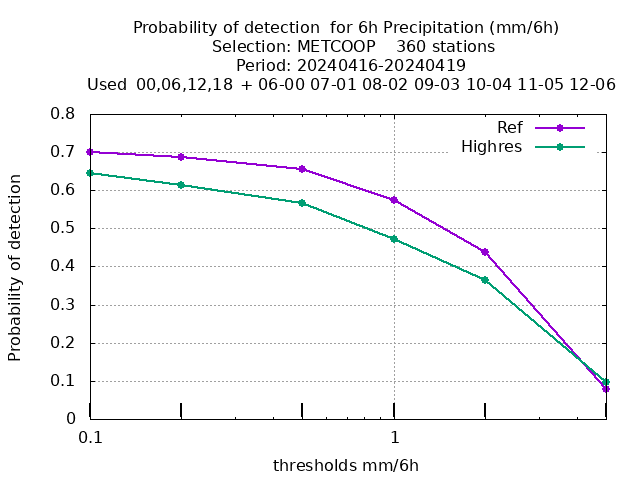 Probability of detection  for 6h Precipitation (mm/6h)
Selection: METCOOP    360 stations
Period: 20240416-20240419
Used  00,06,12,18  + 06-00 07-01 08-02 09-03 10-04 11-05 12-06
Ref
Highres
0.8
0.7
0.6
0.5
0.4
0.3
0.2
0.1
0
Probability of detection
0.1
1
thresholds mm/6h